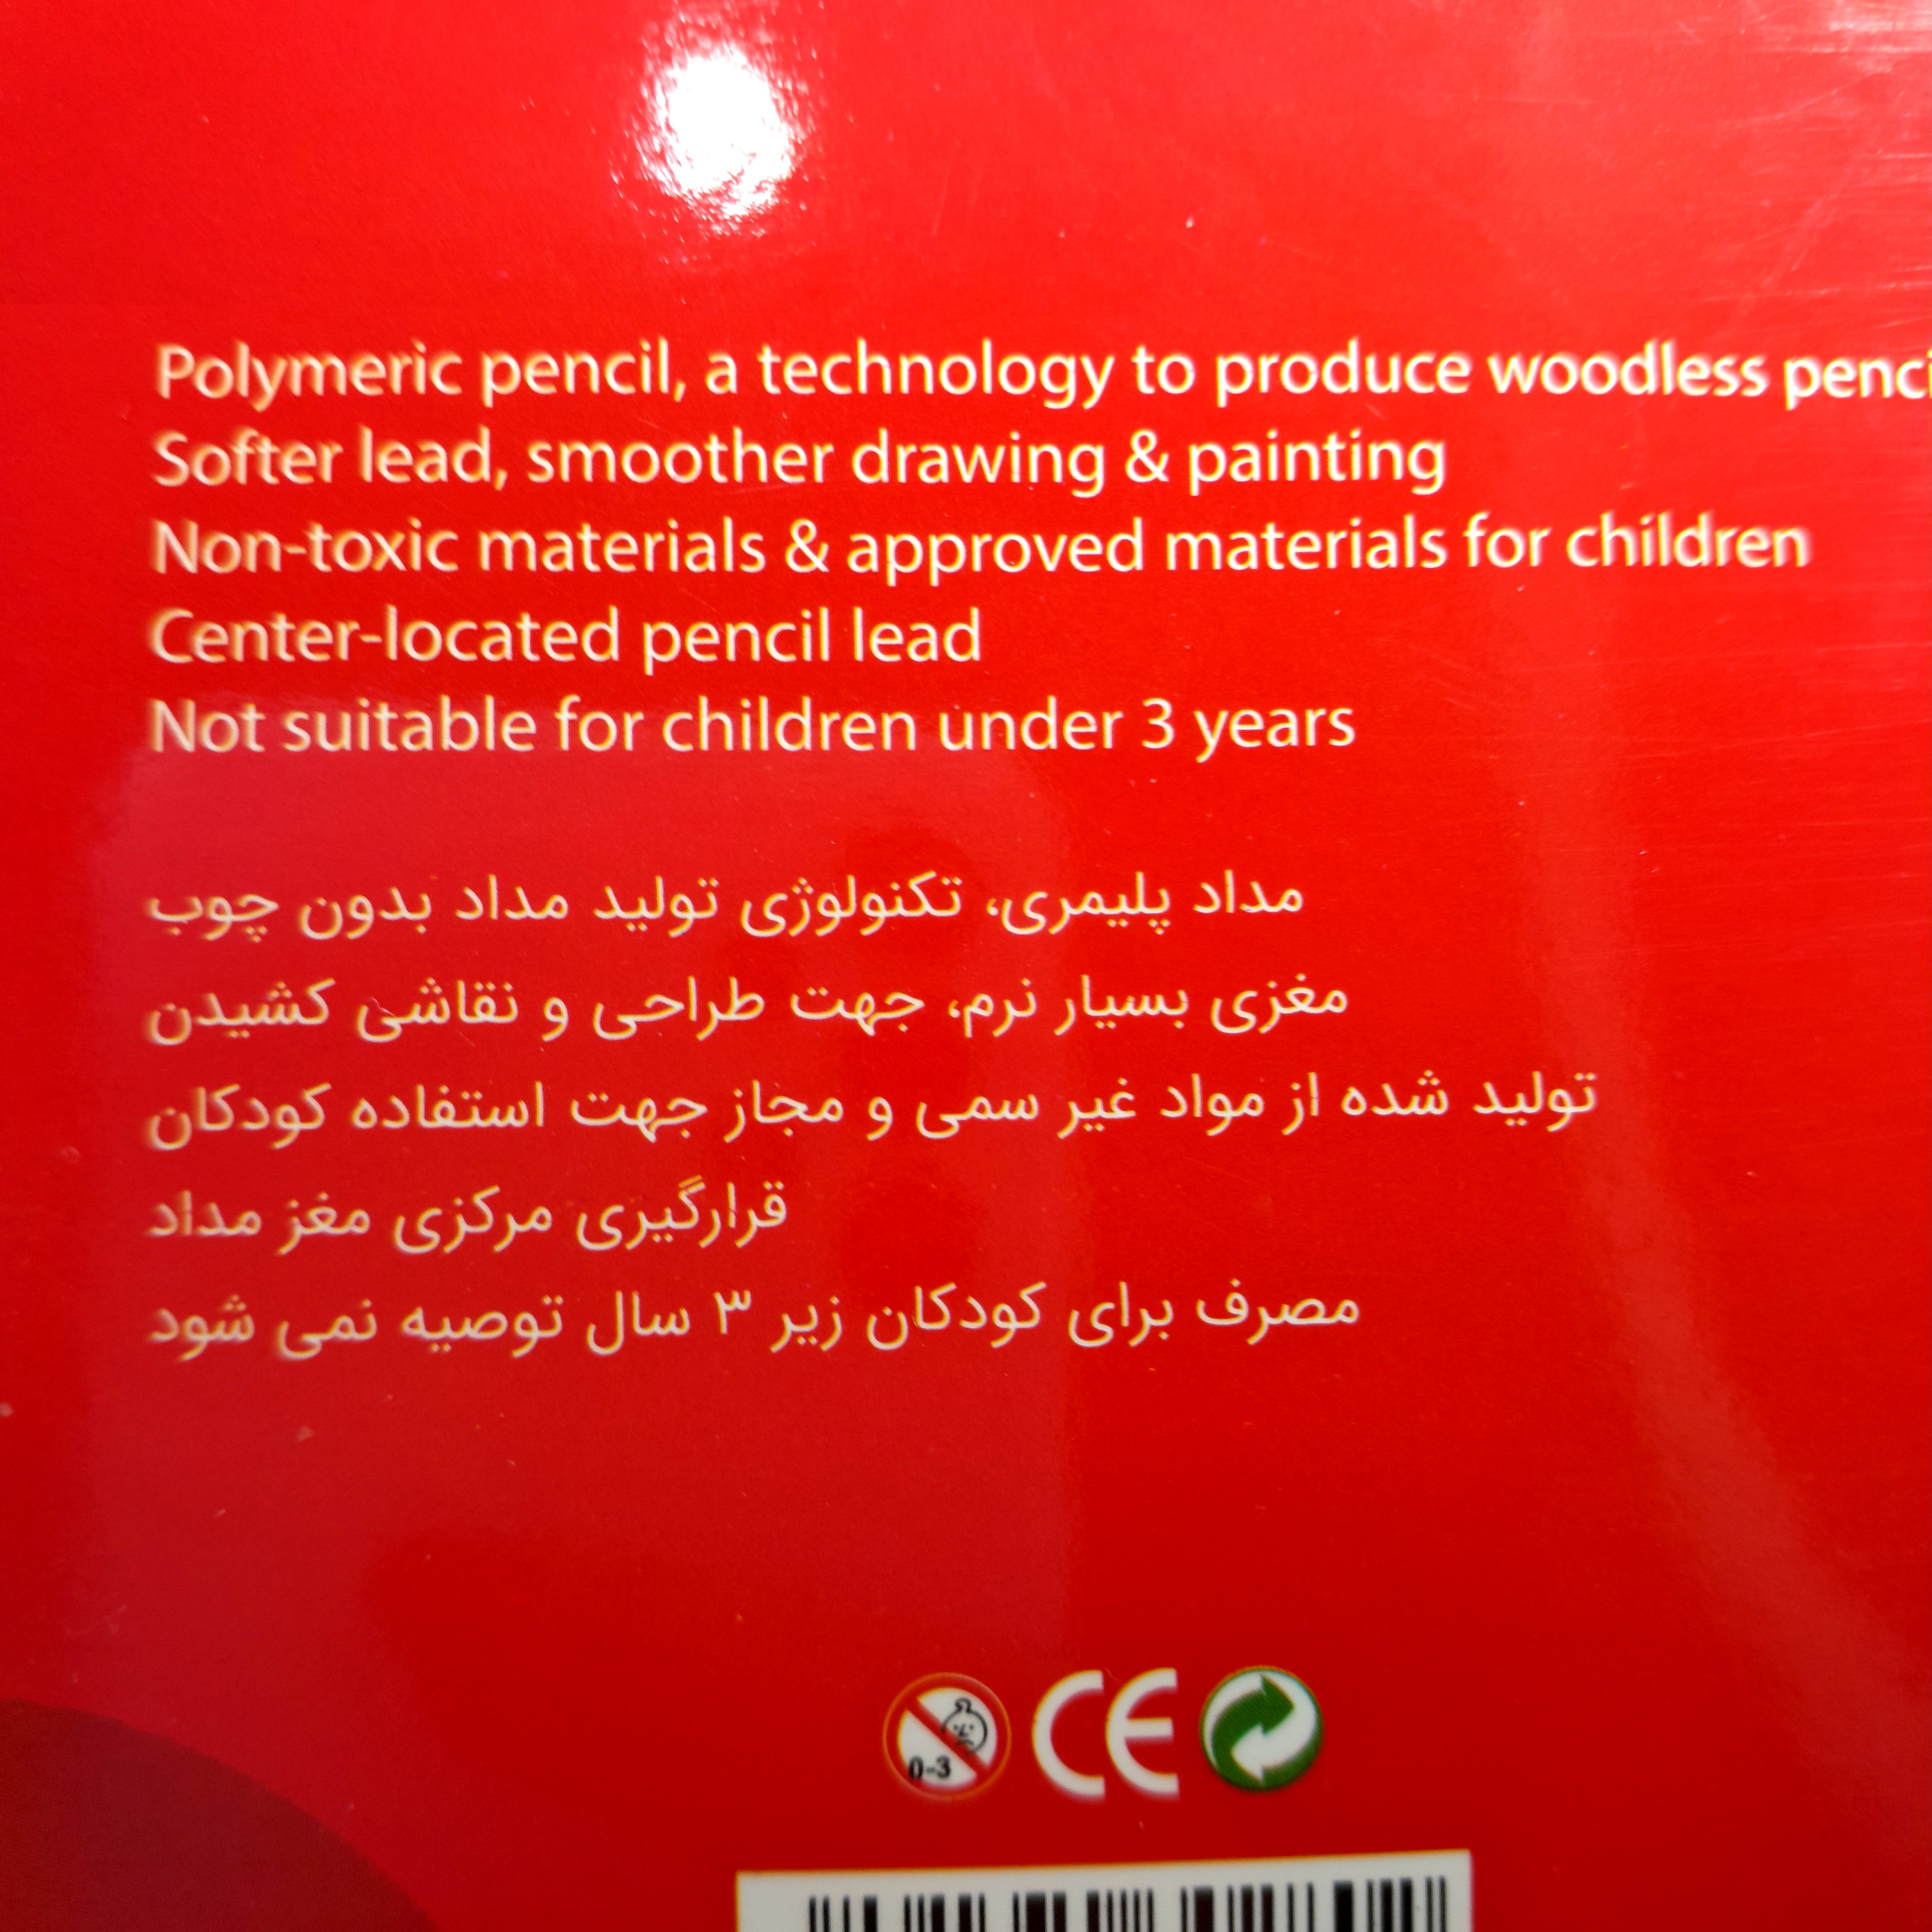 Polymeric pencil, a technology to produce woodless
Softer lead, smoother drawing & painting
Non-toxic materials & approved materials for children
Center-located pencil lead
Not suitable for children under 3 years
مداد پلیمری، تکنولوژی تولید مداد بدون چوب
مغزی بسیار نرم، جهت طراحی و نقاشی کشیدن
تولید شده از مواد غیر سمی و مجاز جهت استفاده کودکان
قرارگیری مرکزی مغز مداد
مصرف برای کودکان زیر ۳ سال توصیه نمی شود
0-3 CE